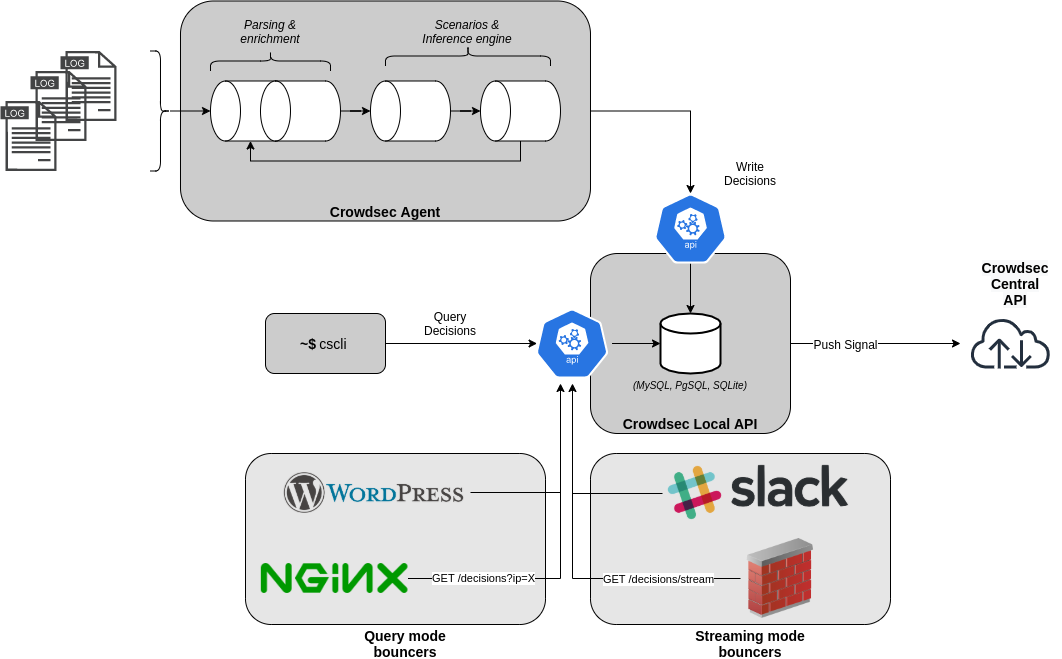 Parsing &
enrichment
Scenarios &
Inference engine
LOG
LOG
LOG
Crowdsec Agent
Write
Decisions
api
Crowdsec
Central
API
~$ cscli
Query
Decisions
api
(MySQL, PgSQL, SQLite)
Push Signal
Crowdsec Local API
WORDPRESS
slack
NGINX
GET /decisions?ip=X
GET /decisions/stream
Query mode
bouncers
Streaming mode
bouncers